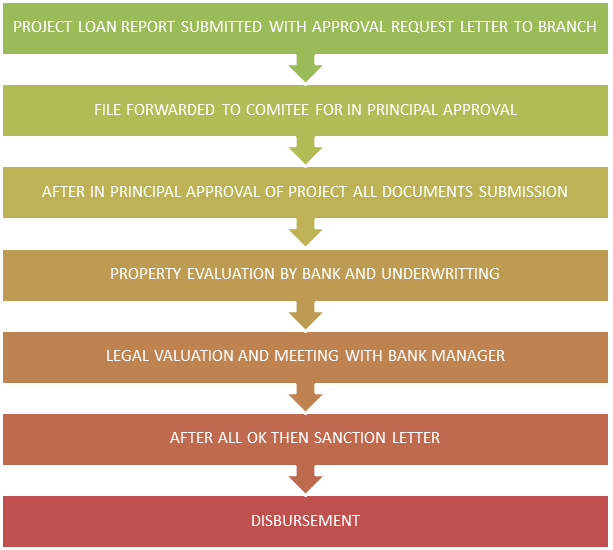 PROJECT LOAN REPORT SUBMITTED WITH APPROVAL REQUEST LETTER TO BRANCH
FILE FORWARDED TO COMITEE FOR IN PRINCIPAL APPROVAL
AFTER IN PRINCIPAL APPROVAL OF PROJECT ALL DOCUMENTS SUBMISSION
PROPERTY EVALUATION BY BANK AND UNDERWRITTING
LEGAL VALUATION AND MEETING WITH BANK MANAGER
AFTER ALL OK THEN SANCTION LETTER
DISBURSEMENT